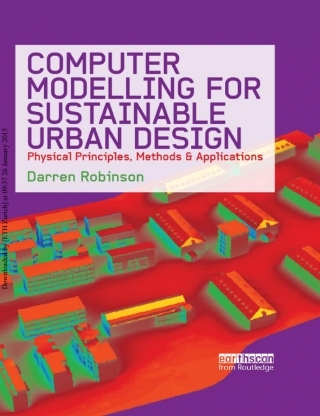 COMPUTER
MODELLING FOR
SUSTAINABLE
URBAN DESIGN
Physical Principles, Methods & Applications
Darren Robinson
Downloaded by [ETH Zurich] at 09:37 26 January 2015
earthscan
from Routledge